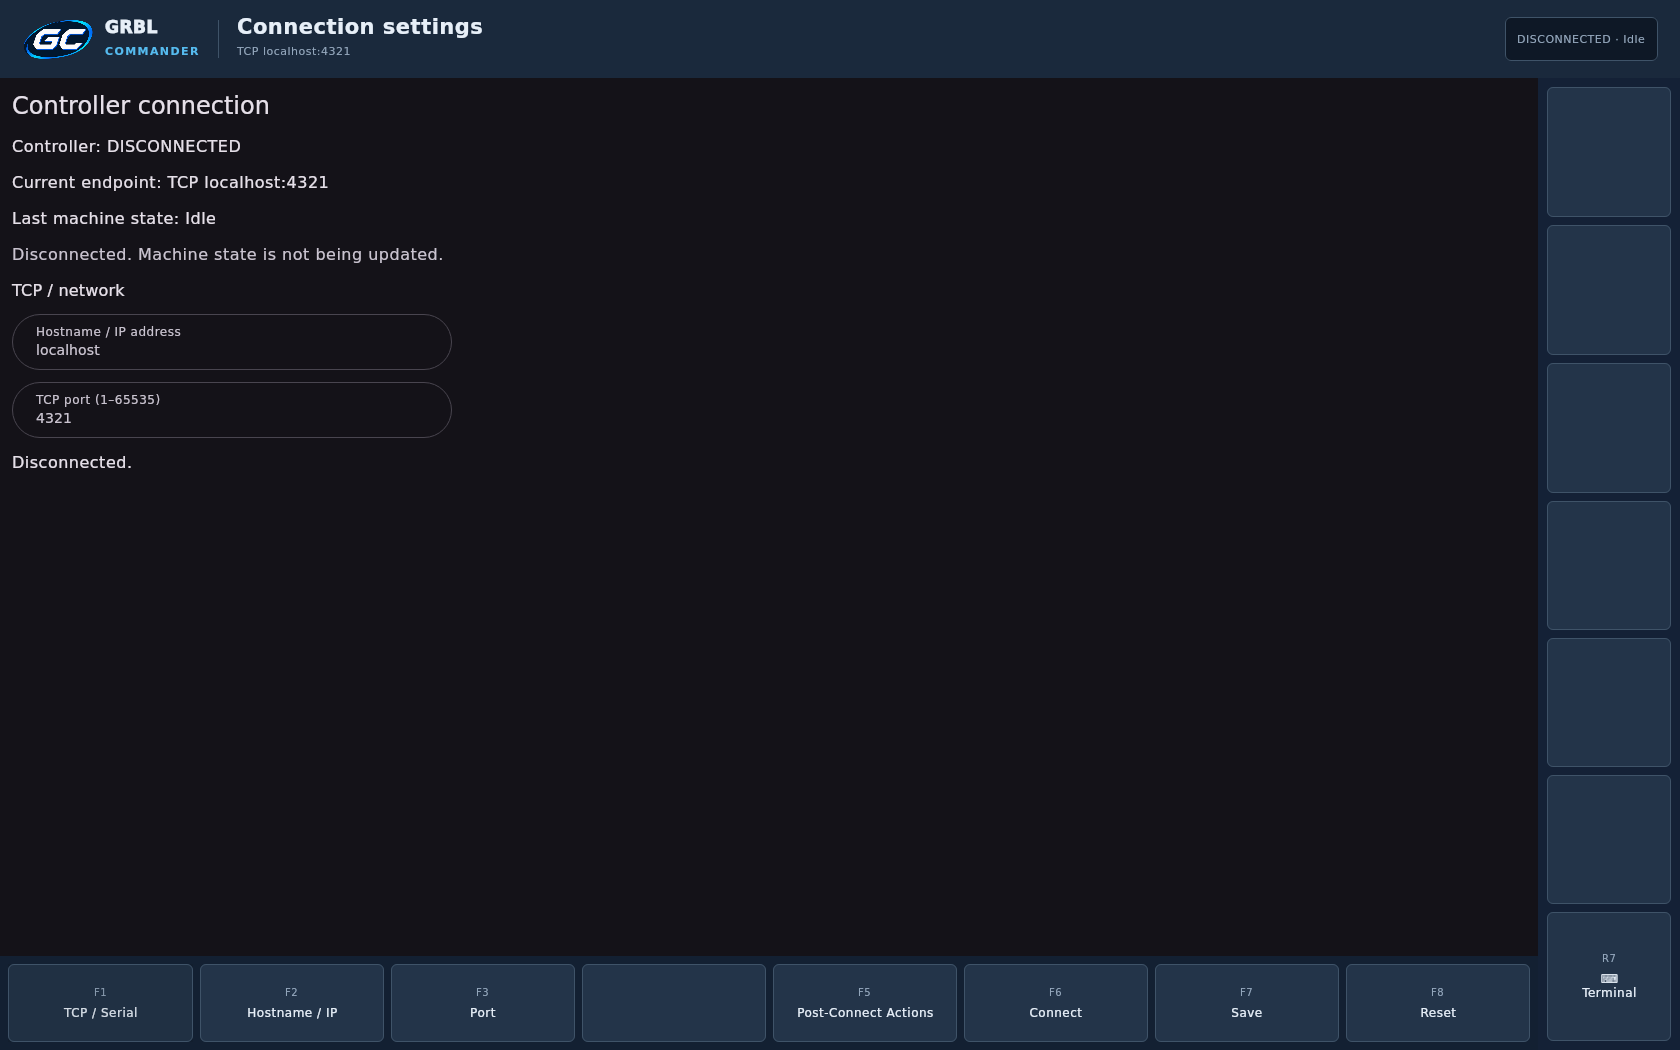 GC
GRBL
COMMANDER
Connection settings
TCP localhost:4321
DISCONNECTED · Idle
Controller connection
Controller: DISCONNECTED
Current endpoint: TCP localhost:4321
Last machine state: Idle
Disconnected. Machine state is not being updated.
TCP / network
Hostname / IP address
localhost
TCP port (1–65535)
4321
Disconnected.
R7
Terminal
F1
TCP / Serial
F2
Hostname / IP
F3
Port
F5
Post-Connect Actions
F6
Connect
F7
Save
F8
Reset